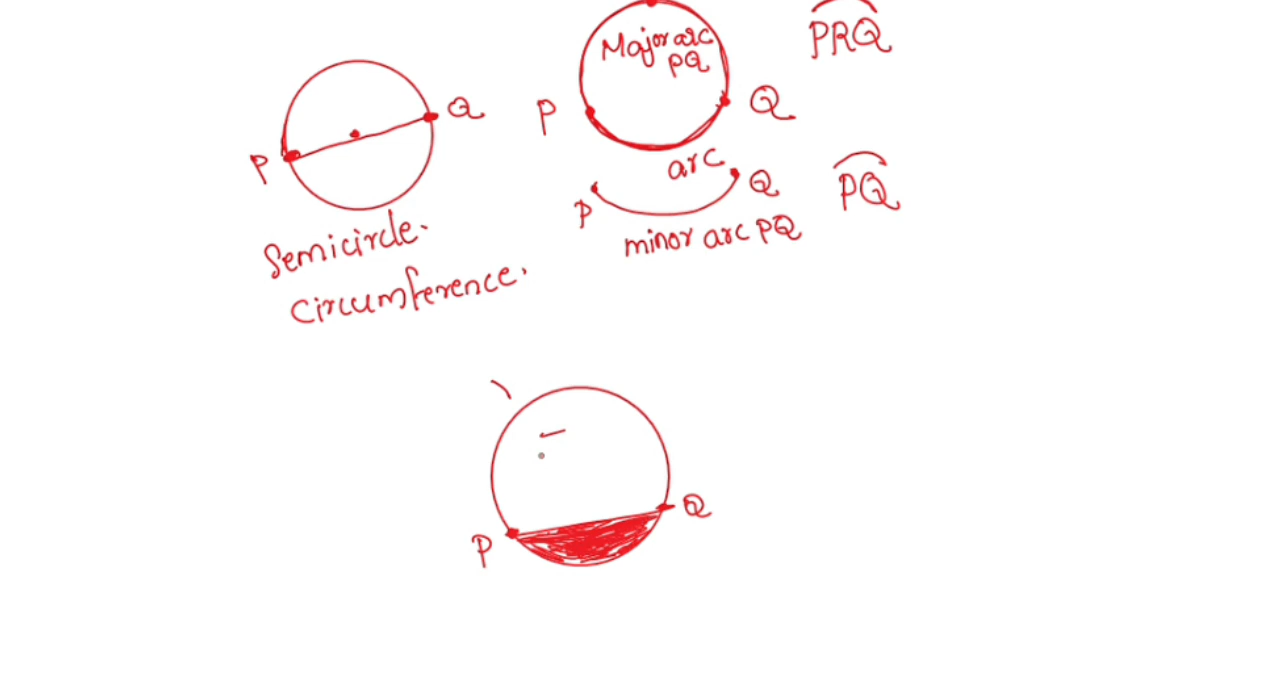 PRQ
Major arc
PQ
P
Q
P
Q
arc
P
Q
PQ
minor arc PQ
Semicircle.
Circumference.
P
Q